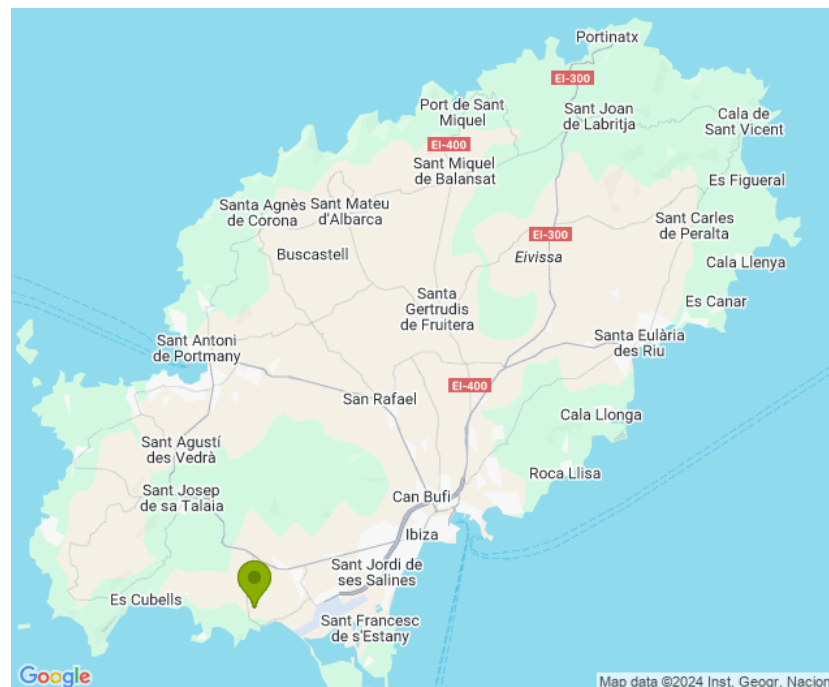 Portinatx
EI-300
Port de Sant
Miquel
Sant Joan
de Labritja
Cala de
Sant Vicent
EI-400
Sant Miquel
de Balansat
Es Figueral
Santa Agnès
de Corona
Sant Mateu
d'Albarca
Sant Carles
de Peralta
EI-300
Buscastell
Eivissa
Cala Llenya
Santa
Gertrudis
de Fruitera
Es Canar
Sant Antoni
de Portmany
Santa Eulària
des Riu
EI-400
San Rafael
Cala Llonga
Sant Agustí
des Vedrà
Roca Llisa
Sant Josep
de sa Talaia
Can Bufi
Ibiza
Sant Jordi de
ses Salines
Es Cubells
Sant Francesc
de s'Estany
Google
Map data ©2024 Inst. Geogr. Nacion